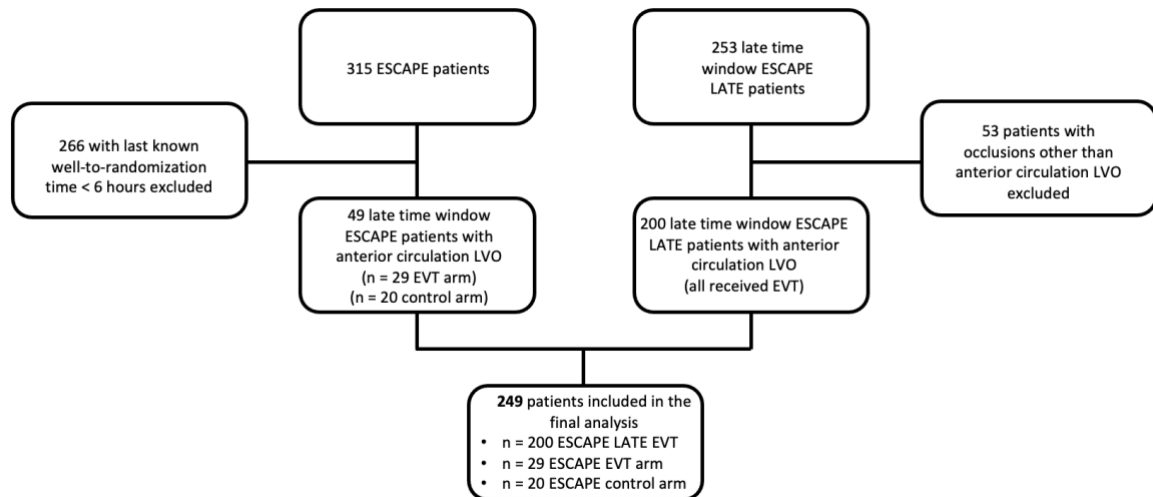 315 ESCAPE patients
253 late time
window ESCAPE
LATE patients
266 with last known
well-to-randomization
time < 6 hours excluded
53 patients with
occlusions other than
anterior circulation LVO
excluded
49 late time window
ESCAPE patients with
anterior circulation LVO
(n = 29 EVT arm)
(n = 20 control arm)
200 late time window ESCAPE
LATE patients with anterior
circulation LVO
(all received EVT)
249 patients included in the
final analysis
• n = 200 ESCAPE LATE EVT
• n = 29 ESCAPE EVT arm
• n = 20 ESCAPE control arm